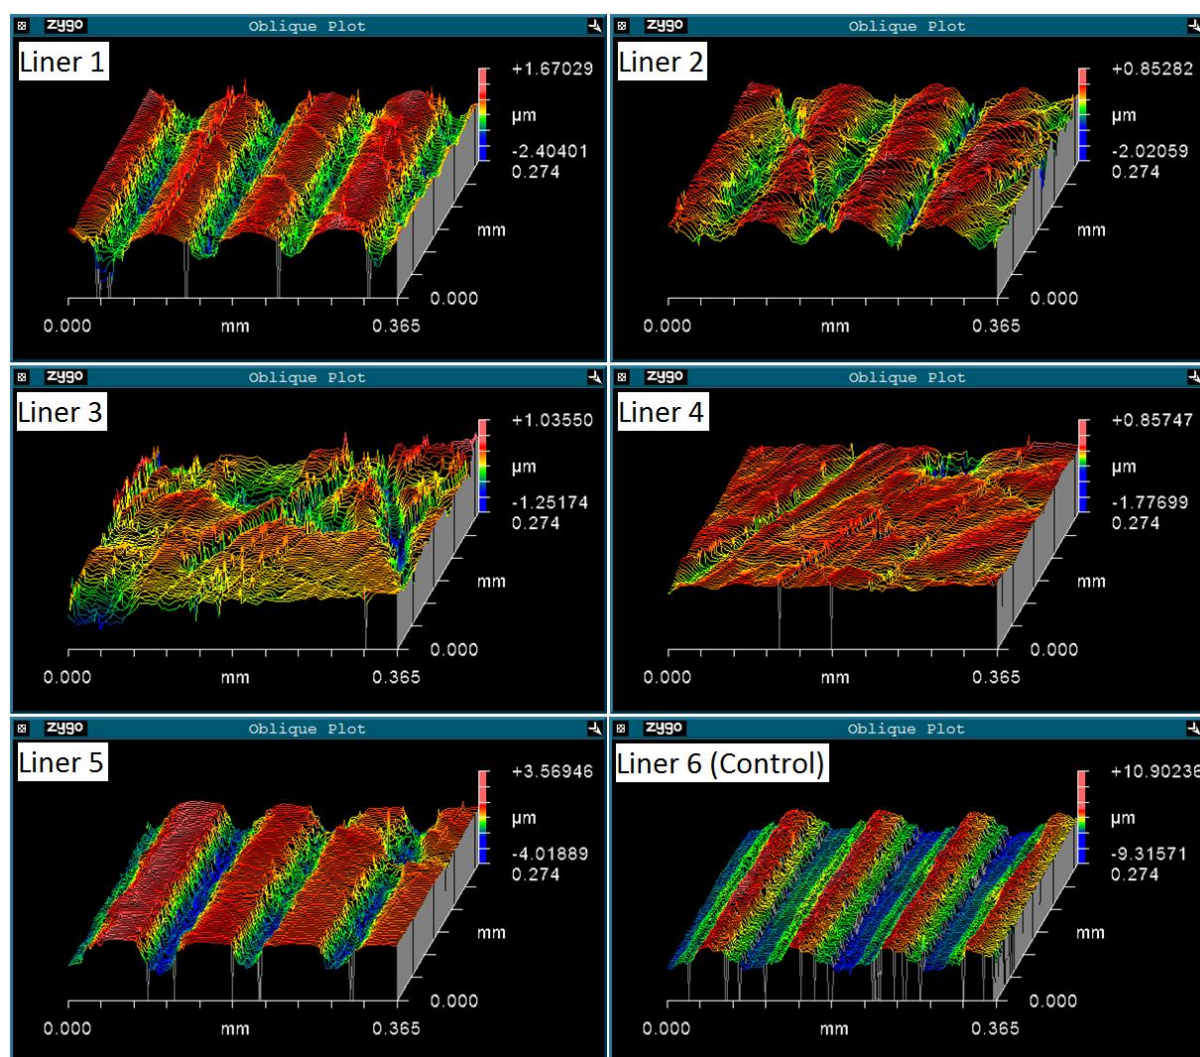 zygo Oblique Plot
Liner 1
+1.67029
µm
-2.40401
0.274
mm
0.000
0.000 mm 0.365
zygo Oblique Plot
Liner 2
+0.85282
µm
-2.02059
0.274
mm
0.000
0.000 mm 0.365
zygo Oblique Plot
Liner 3
+1.03550
µm
-1.25174
0.274
mm
0.000
0.000 mm 0.365
zygo Oblique Plot
Liner 4
+0.85747
µm
-1.77699
0.274
mm
0.000
0.000 mm 0.365
zygo Oblique Plot
Liner 5
+3.56946
µm
-4.01889
0.274
mm
0.000
0.000 mm 0.365
zygo Oblique Plot
Liner 6 (Control)
+10.90236
µm
-9.31571
0.274
mm
0.000
0.000 mm 0.365